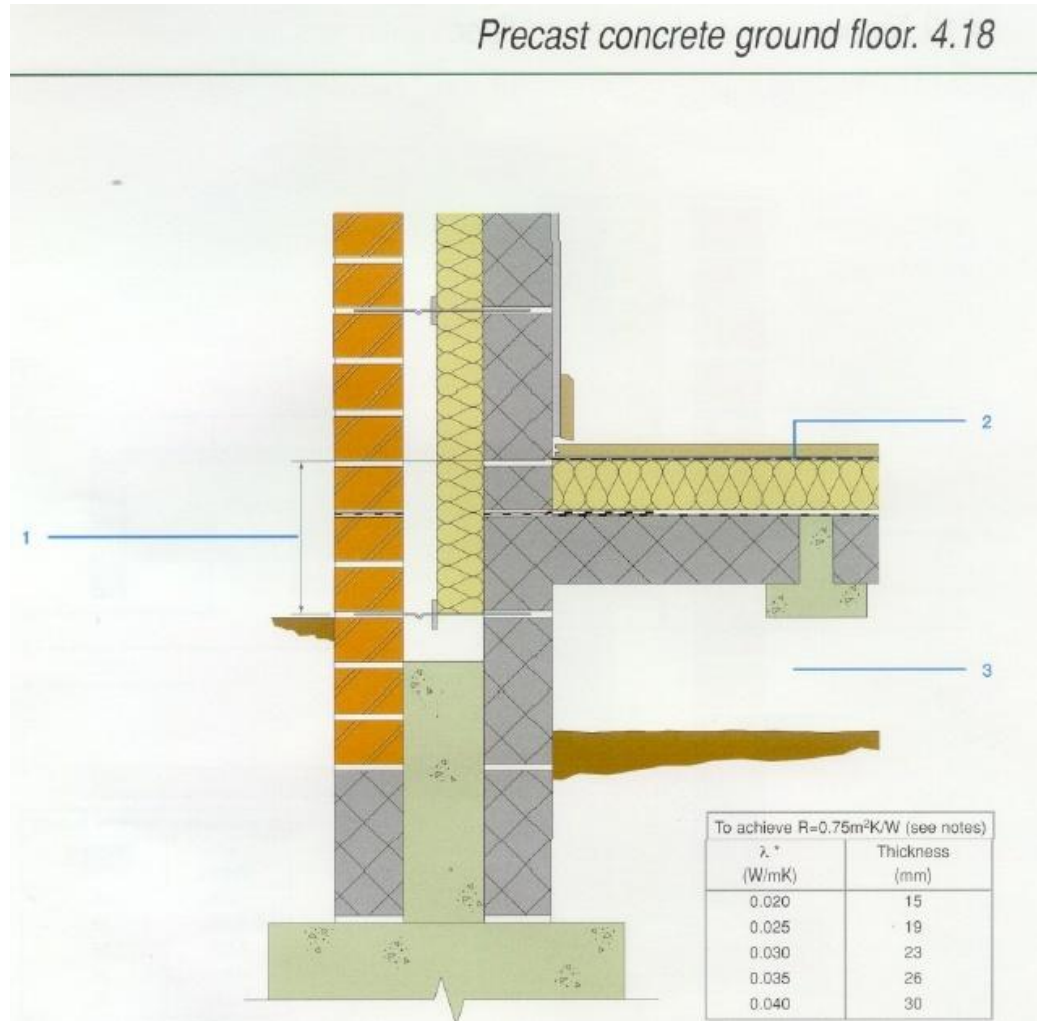 Precast concrete ground floor. 4.18
1
2
3
To achieve R=0.75m²K/W (see notes)
λ * Thickness
(W/mK) (mm)
0.020 15
0.025 19
0.030 23
0.035 26
0.040 30